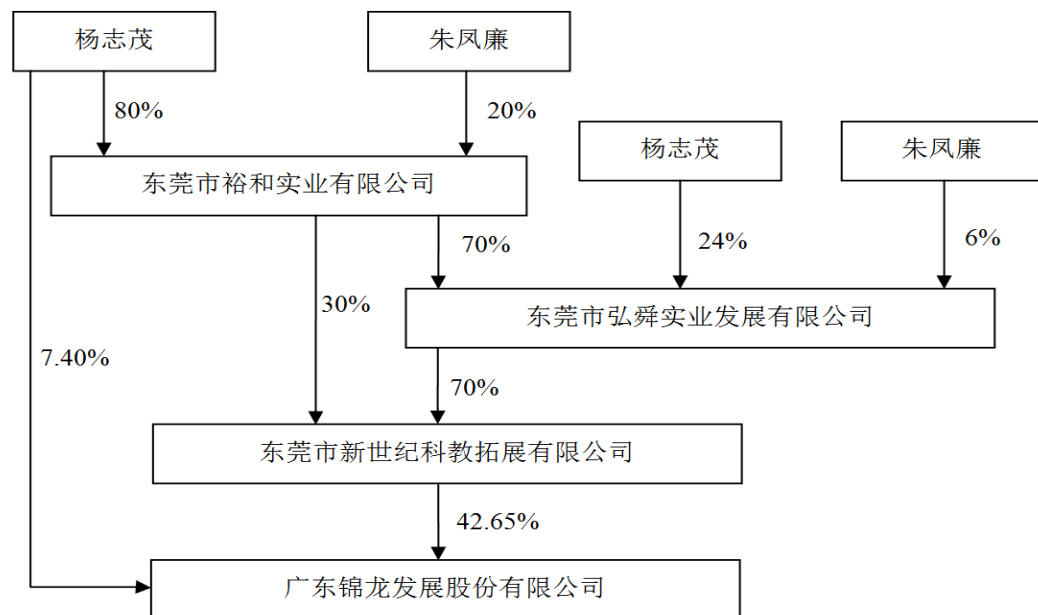 杨志茂
朱凤廉
80%
20%
杨志茂
朱凤廉
东莞市裕和实业有限公司
70%
24%
6%
30%
东莞市弘舜实业发展有限公司
7.40%
70%
东莞市新世纪科教拓展有限公司
42.65%
广东锦龙发展股份有限公司